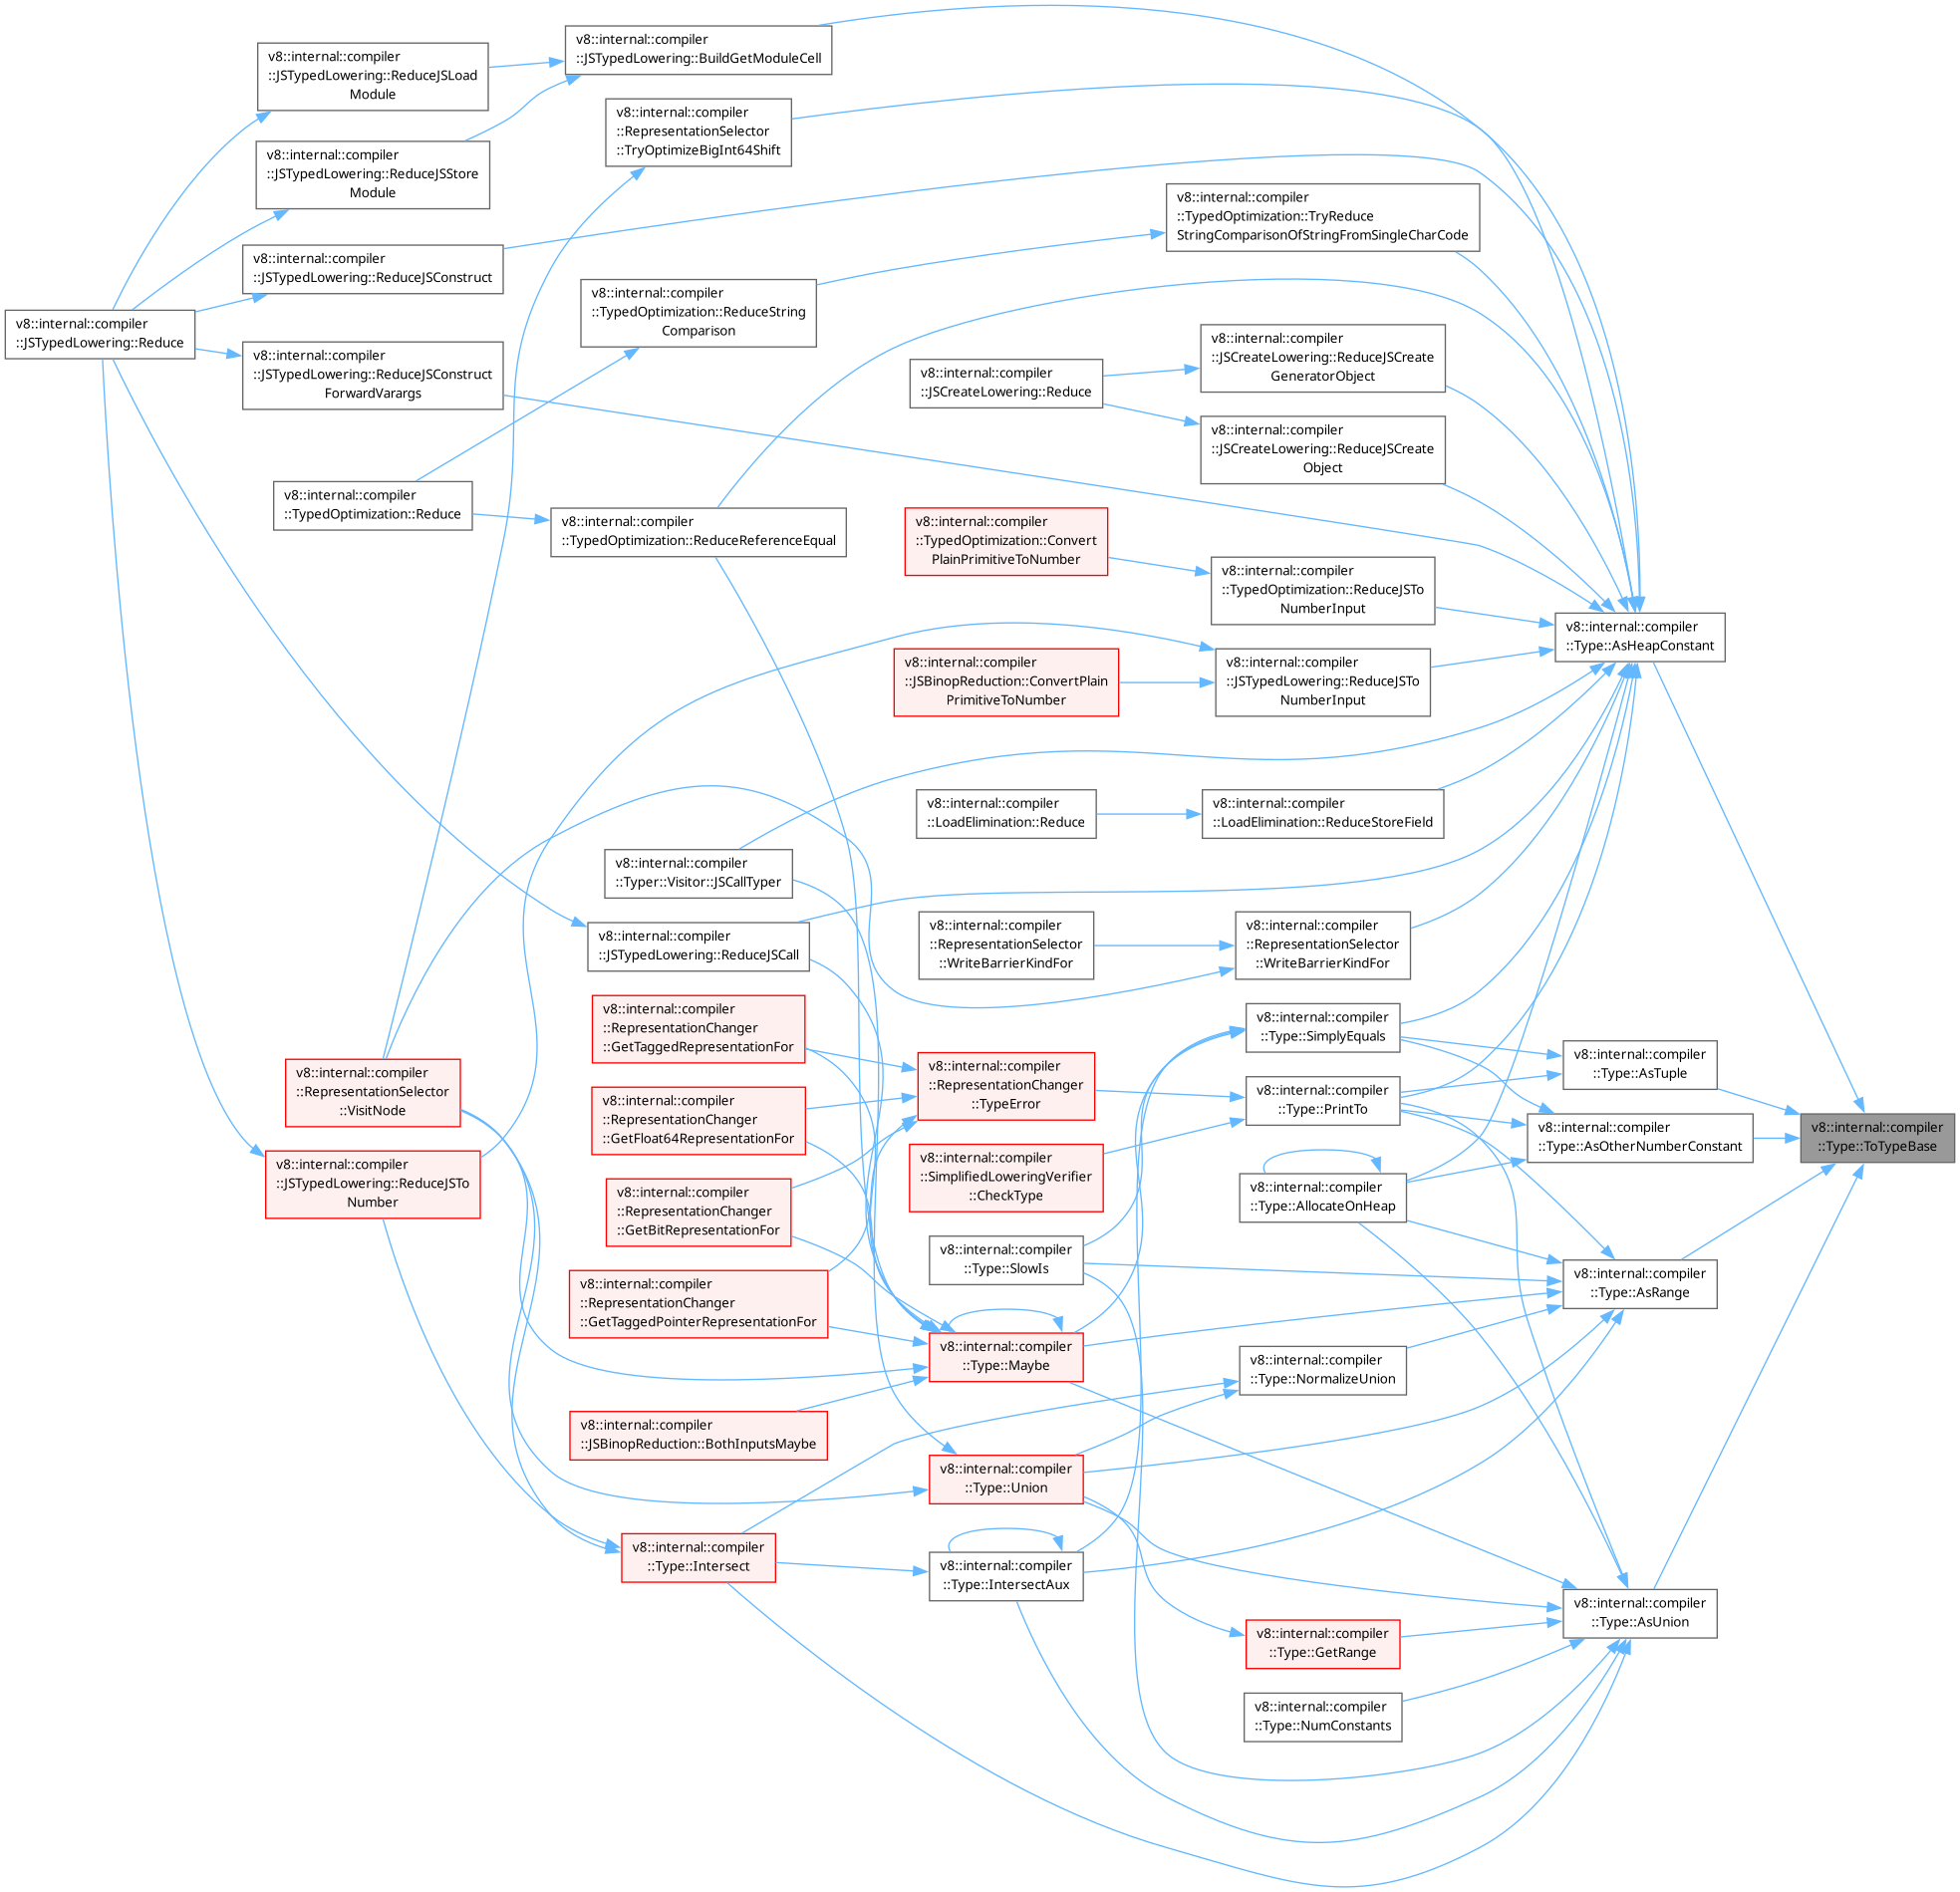 v8::internal::compiler
::JSTypedLowering::BuildGetModuleCell
v8::internal::compiler
::JSTypedLowering::ReduceJSLoad
Module
v8::internal::compiler
::RepresentationSelector
::TryOptimizeBigInt64Shift
v8::internal::compiler
::JSTypedLowering::ReduceJSStore
Module
v8::internal::compiler
::TypedOptimization::TryReduce
StringComparisonOfStringFromSingleCharCode
v8::internal::compiler
::JSTypedLowering::ReduceJSConstruct
v8::internal::compiler
::TypedOptimization::ReduceString
Comparison
v8::internal::compiler
::JSTypedLowering::Reduce
v8::internal::compiler
::JSCreateLowering::ReduceJSCreate
GeneratorObject
v8::internal::compiler
::JSTypedLowering::ReduceJSConstruct
ForwardVarargs
v8::internal::compiler
::JSCreateLowering::Reduce
v8::internal::compiler
::JSCreateLowering::ReduceJSCreate
Object
v8::internal::compiler
::TypedOptimization::Reduce
v8::internal::compiler
::TypedOptimization::ReduceReferenceEqual
v8::internal::compiler
::TypedOptimization::Convert
PlainPrimitiveToNumber
v8::internal::compiler
::TypedOptimization::ReduceJSTo
NumberInput
v8::internal::compiler
::Type::AsHeapConstant
v8::internal::compiler
::JSBinopReduction::ConvertPlain
PrimitiveToNumber
v8::internal::compiler
::JSTypedLowering::ReduceJSTo
NumberInput
v8::internal::compiler
::LoadElimination::Reduce
v8::internal::compiler
::LoadElimination::ReduceStoreField
v8::internal::compiler
::Typer::Visitor::JSCallTyper
v8::internal::compiler
::JSTypedLowering::ReduceJSCall
v8::internal::compiler
::RepresentationSelector
::WriteBarrierKindFor
v8::internal::compiler
::RepresentationSelector
::WriteBarrierKindFor
v8::internal::compiler
::RepresentationChanger
::GetTaggedRepresentationFor
v8::internal::compiler
::Type::SimplyEquals
v8::internal::compiler
::Type::AsTuple
v8::internal::compiler
::RepresentationSelector
::VisitNode
v8::internal::compiler
::RepresentationChanger
::TypeError
v8::internal::compiler
::Type::PrintTo
v8::internal::compiler
::RepresentationChanger
::GetFloat64RepresentationFor
v8::internal::compiler
::Type::AsOtherNumberConstant
v8::internal::compiler
::Type::ToTypeBase
v8::internal::compiler
::JSTypedLowering::ReduceJSTo
Number
v8::internal::compiler
::SimplifiedLoweringVerifier
::CheckType
v8::internal::compiler
::Type::AllocateOnHeap
v8::internal::compiler
::RepresentationChanger
::GetBitRepresentationFor
v8::internal::compiler
::Type::SlowIs
v8::internal::compiler
::Type::AsRange
v8::internal::compiler
::RepresentationChanger
::GetTaggedPointerRepresentationFor
v8::internal::compiler
::Type::Maybe
v8::internal::compiler
::Type::NormalizeUnion
v8::internal::compiler
::JSBinopReduction::BothInputsMaybe
v8::internal::compiler
::Type::Union
v8::internal::compiler
::Type::Intersect
v8::internal::compiler
::Type::IntersectAux
v8::internal::compiler
::Type::AsUnion
v8::internal::compiler
::Type::GetRange
v8::internal::compiler
::Type::NumConstants